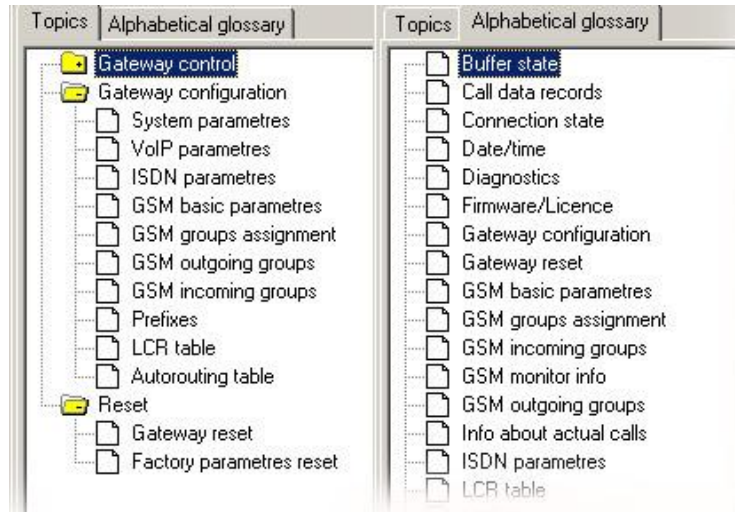 Topics
Alphabetical glossary
Gateway control
Gateway configuration
System parametres
VoIP parametres
ISDN parametres
GSM basic parametres
GSM groups assignment
GSM outgoing groups
GSM incoming groups
Prefixes
LCR table
Autorouting table
Reset
Gateway reset
Factory parametres reset
Topics
Alphabetical glossary
Buffer state
Call data records
Connection state
Date/time
Diagnostics
Firmware/Licence
Gateway configuration
Gateway reset
GSM basic parametres
GSM groups assignment
GSM incoming groups
GSM monitor info
GSM outgoing groups
Info about actual calls
ISDN parametres
LCR table